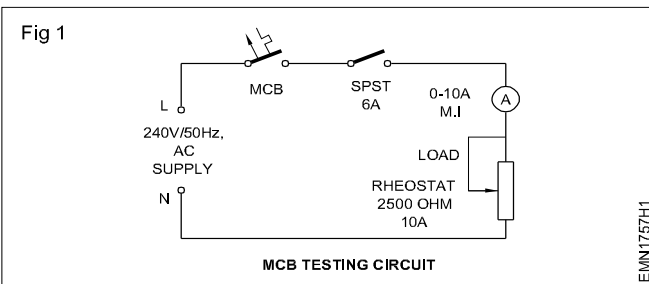 Fig 1
MCB
SPST
6A
0-10A
M.I
A
L
240V/50Hz,
AC
SUPPLY
N
LOAD
RHEOSTAT
2500 OHM
10A
MCB TESTING CIRCUIT
EMN1757H1